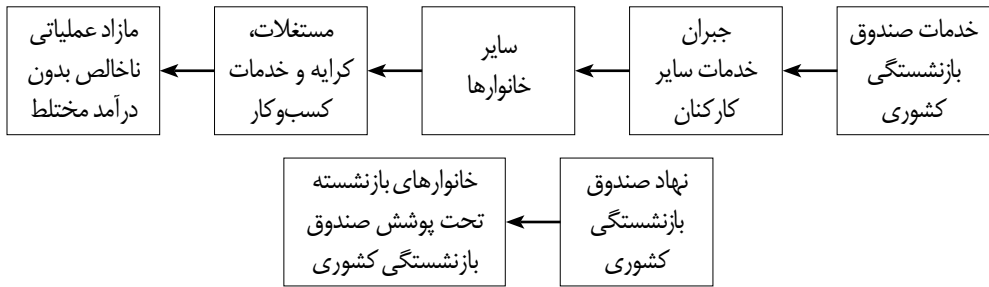 خدمات صندوق
بازنشستگی
کشوری
جبران
خدمات سایر
کارکنان
سایر
خانوارها
مستغلات،
کرایه و خدمات
کسب‌وکار
مازاد عملیاتی
ناخالص بدون
درآمد مختلط
نهاد صندوق
بازنشستگی
کشوری
خانوارهای بازنشسته
تحت پوشش صندوق
بازنشستگی کشوری